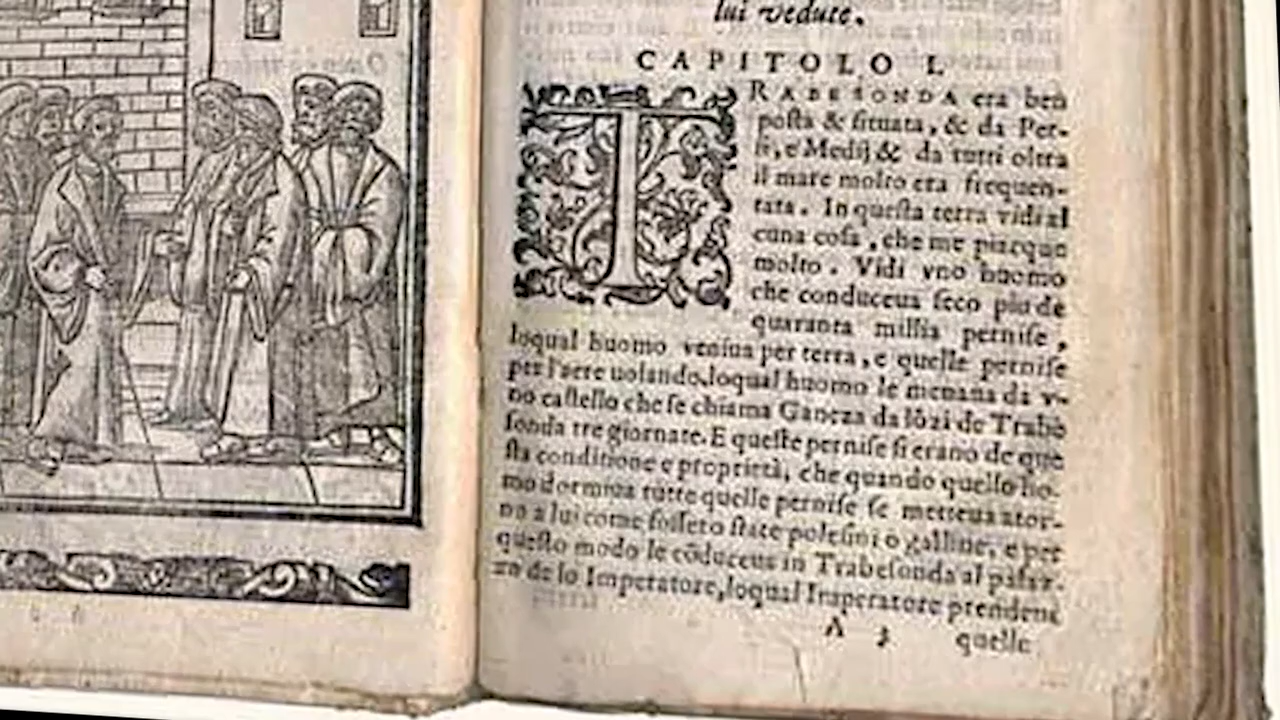 lui vedute.
CAPITOLO I.
TRABESONDA era ben
posta & situata, & da Per-
si, e Medij & da tutti oltra
il mare molto era frequen-
tata. In questa terra vidi al
cuna cosa, che me piacque
molto. Vidi vno huomo
che conduceua seco piu de
quaranta millia pernise,
loqual huomo veniua per terra, e quelle pernise
per l'aere uolando, loqual huomo le menaua da v-
no castello che se chiama Ganeza da lōzi de Trabe
sonda tre giornate. E queste pernise si erano de que
sta conditione e proprietà, che quando quello ho-
mo dormiua tutte quelle pernise se metteua ator-
no a lui come fossero state polesini o galline, e per
questo modo le cōduceua in Trabesonda al palaz-
zo de lo Imperatore, loqual Imperatore prendeua
A 3 quelle